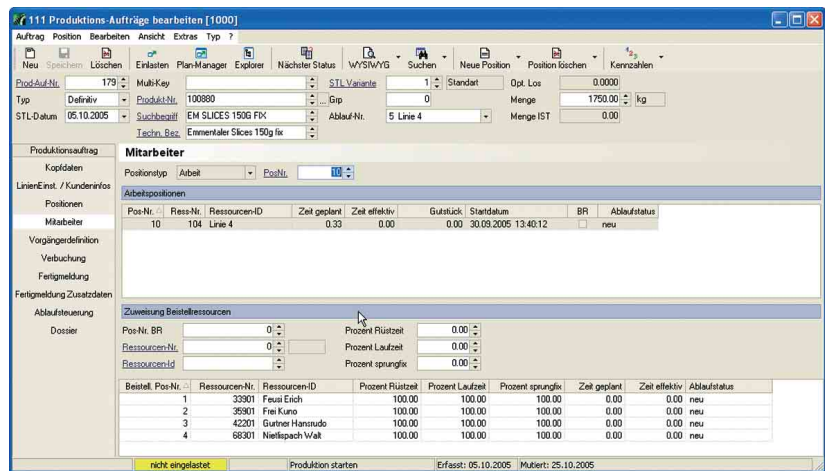 111 Produktions-Aufträge bearbeiten [1000]
Auftrag Position Bearbeiten Ansicht Extras Typ ?
Neu Speichern Löschen Einlasten Plan-Manager Explorer Nächster Status WYSIWYG Suchen Neue Position Position löschen Kennzahlen
Prod-Auf-Nr. 179 Multi-Key STL Variante 1 Standart Opt. Los 0.0000
Typ Definitiv Produkt-Nr. 100880 ... Grp 0 Menge 1750.00 kg
STL-Datum 05.10.2005 Suchbegriff EM SLICES 150G FIX Ablauf-Nr. 5 Linie 4 Menge IST 0.00
Techn. Bez. Emmentaler Slices 150g fix
Produktionsauftrag
Kopfdaten
LinienEinst. / Kundeninfos
Positionen
Mitarbeiter
Vorgängerdefinition
Verbuchung
Fertigmeldung
Fertigmeldung Zusatzdaten
Ablaufsteuerung
Dossier
Mitarbeiter
Positionstyp Arbeit PosNr. 10
Arbeitspositionen
Pos-Nr. Ress-Nr. Ressourcen-ID Zeit geplant Zeit effektiv Gutstück Startdatum BR Ablaufstatus
10 104 Linie 4 0.33 0.00 0.00 30.09.2005 13:40:12 neu
Zuweisung Beistellressourcen
Pos-Nr. BR 0 Prozent Rüstzeit 0.00
Ressourcen-Nr. 0 Prozent Laufzeit 0.00
Ressourcen-Id Prozent sprungfix 0.00
Beistell. Pos-Nr. Ressourcen-Nr. Ressourcen-ID Prozent Rüstzeit Prozent Laufzeit Prozent sprungfix Zeit geplant Zeit effektiv Ablaufstatus
1 33901 Feusi Erich 100.00 100.00 100.00 0.00 0.00 neu
2 35901 Frei Kuno 100.00 100.00 100.00 0.00 0.00 neu
3 42201 Gurtner Hansrudo 100.00 100.00 100.00 0.00 0.00 neu
4 68301 Nietlispach Walt 100.00 100.00 100.00 0.00 0.00 neu
nicht eingelastet Produktion starten Erfasst: 05.10.2005 Mutiert: 25.10.2005